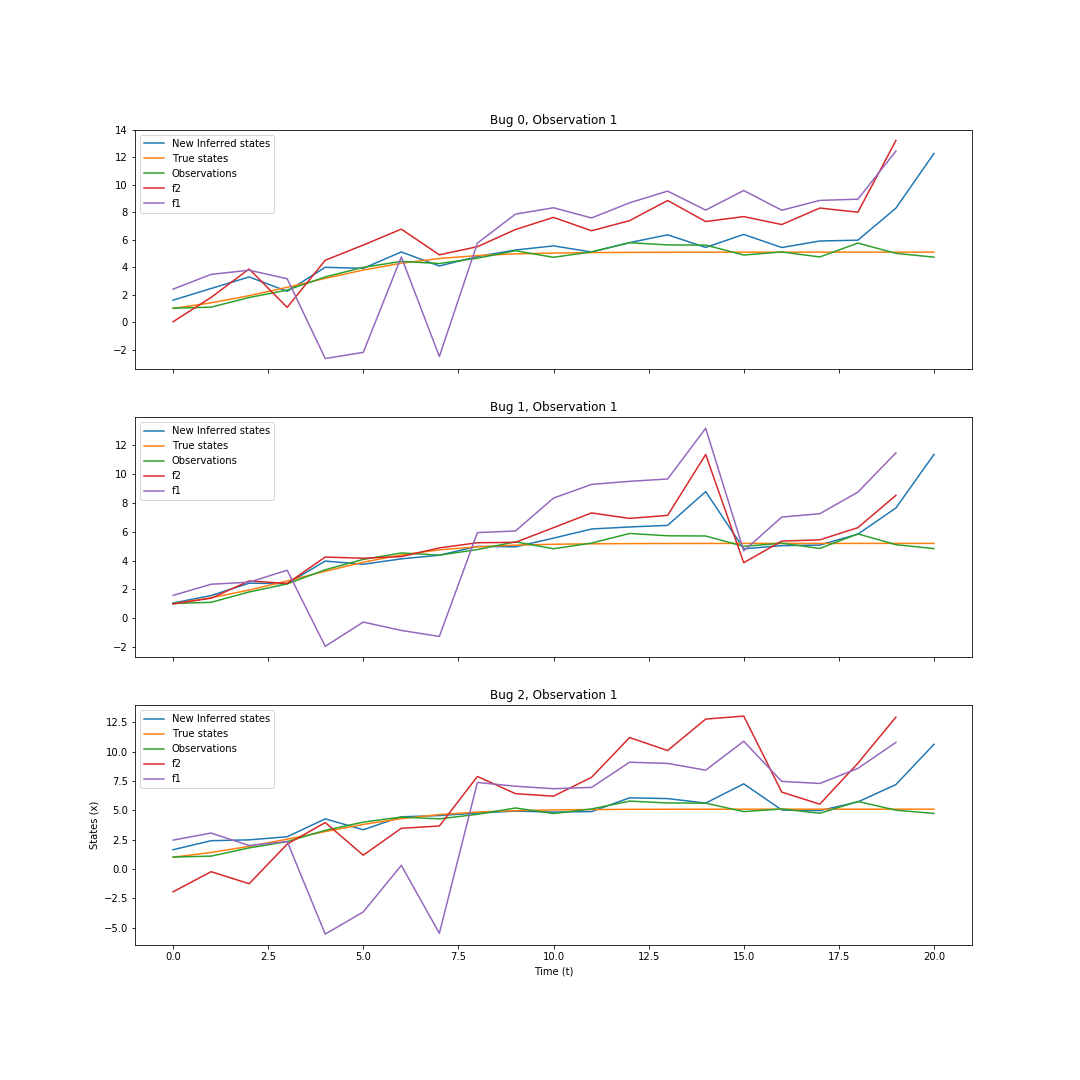 Bug 0, Observation 1
14
12
10
8
6
4
2
0
−2
New Inferred states
True states
Observations
f2
f1
Bug 1, Observation 1
12
10
8
6
4
2
0
−2
New Inferred states
True states
Observations
f2
f1
Bug 2, Observation 1
12.5
10.0
7.5
5.0
2.5
0.0
−2.5
−5.0
New Inferred states
True states
Observations
f2
f1
States (x)
0.0 2.5 5.0 7.5 10.0 12.5 15.0 17.5 20.0
Time (t)